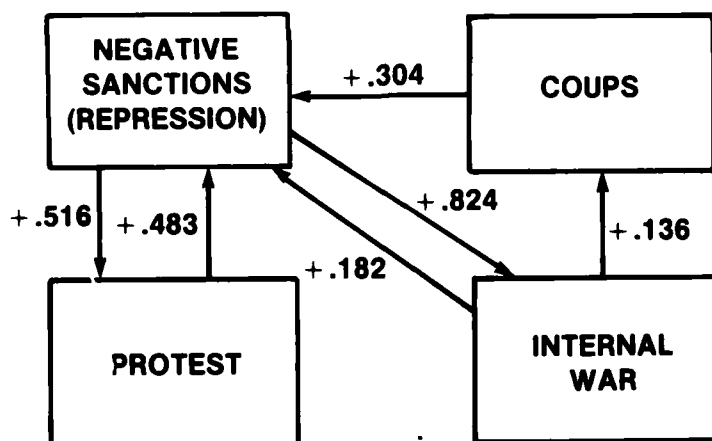 NEGATIVE
SANCTIONS
(REPRESSION)
+ .304
COUPS
+ .516
+ .483
+ .824
+ .182
+ .136
PROTEST
INTERNAL
WAR